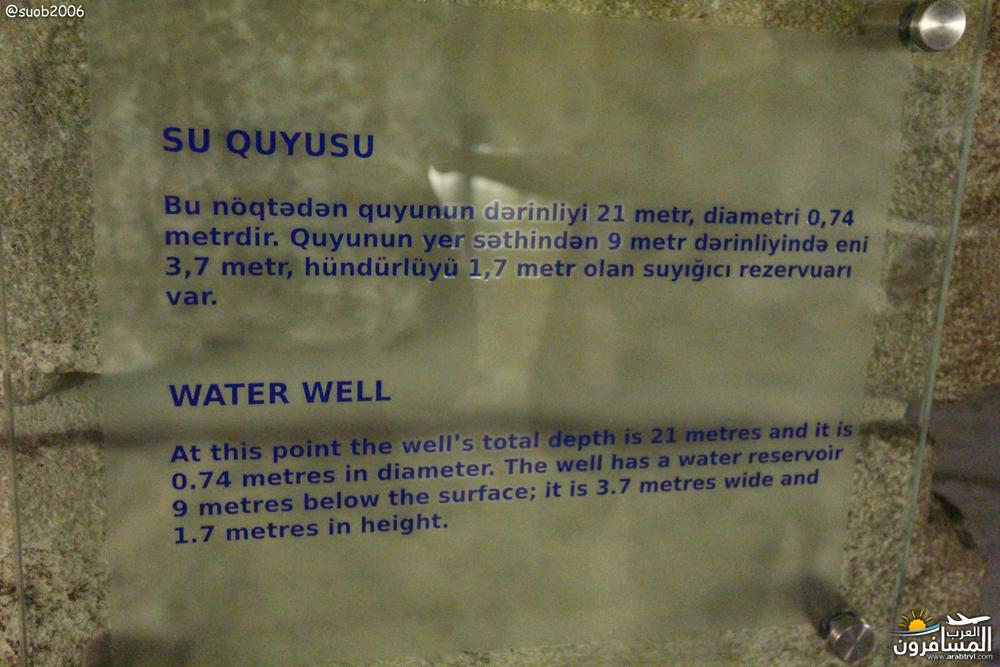 @suob2006
SU QUYUSU
Bu nöqtədən quyunun dərinliyi 21 metr, diametri 0,74
metrdir. Quyunun yer səthindən 9 metr dərinliyində eni
3,7 metr, hündürlüyü 1,7 metr olan suyığıcı rezervuarı
var.
WATER WELL
At this point the well's total depth is 21 metres and it is
0.74 metres in diameter. The well has a water reservoir
9 metres below the surface; it is 3.7 metres wide and
1.7 metres in height.
العرب
المسافرون
www.arabtrvl.com